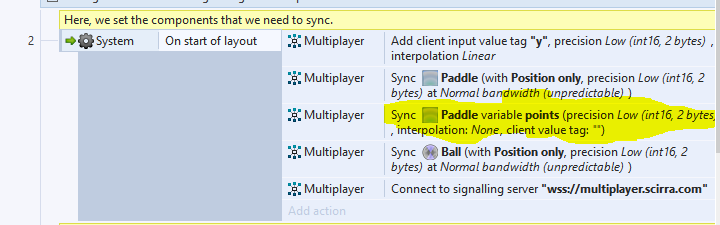 Here, we set the components that we need to sync.
2
System On start of layout
Multiplayer Add client input value tag "y", precision Low (int16, 2 bytes) ,
interpolation Linear
Multiplayer Sync Paddle (with Position only, precision Low (int16, 2
bytes) at Normal bandwidth (unpredictable) )
Multiplayer Sync Paddle variable points (precision Low (int16, 2 bytes)
, interpolation: None, client value tag: "")
Multiplayer Sync Ball (with Position only, precision Low (int16, 2
bytes) at Normal bandwidth (unpredictable) )
Multiplayer Connect to signalling server "wss://multiplayer.scirra.com"
Add action